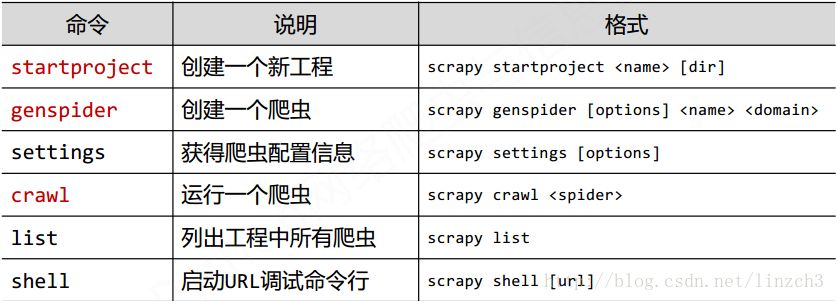 命令 说明 格式
startproject 创建一个新工程 scrapy startproject <name> [dir]
genspider 创建一个爬虫 scrapy genspider [options] <name> <domain>
settings 获得爬虫配置信息 scrapy settings [options]
crawl 运行一个爬虫 scrapy crawl <spider>
list 列出工程中所有爬虫 scrapy list
shell 启动URL调试命令行 scrapy shell [url]
http://blog.csdn.net/linzch3